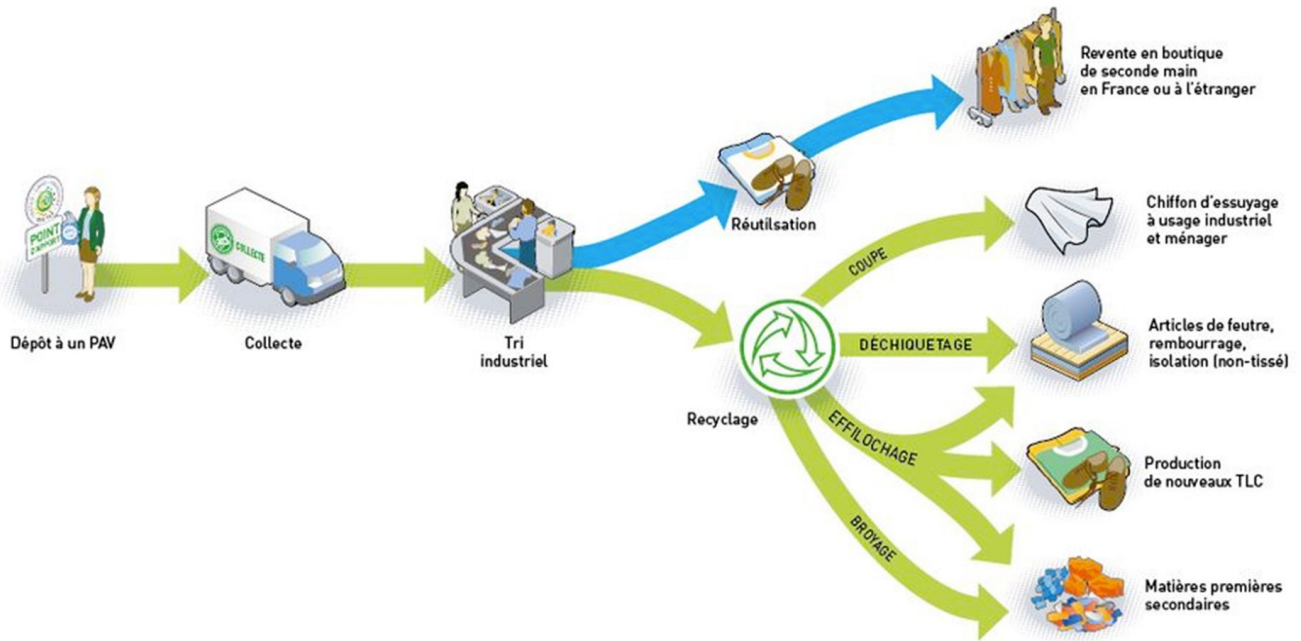 Revente en boutique
de seconde main
en France ou à l'étranger
POINT
D'APPORT
COLLECTE
Réutilsation
Chiffon d'essuyage
à usage industriel
et ménager
COUPE
Dépôt à un PAV
Collecte
Tri
industriel
DÉCHIQUETAGE
Articles de feutre,
rembourrage,
isolation (non-tissé)
Recyclage
EFFILOCHAGE
Production
de nouveaux TLC
BROYAGE
Matières premières
secondaires